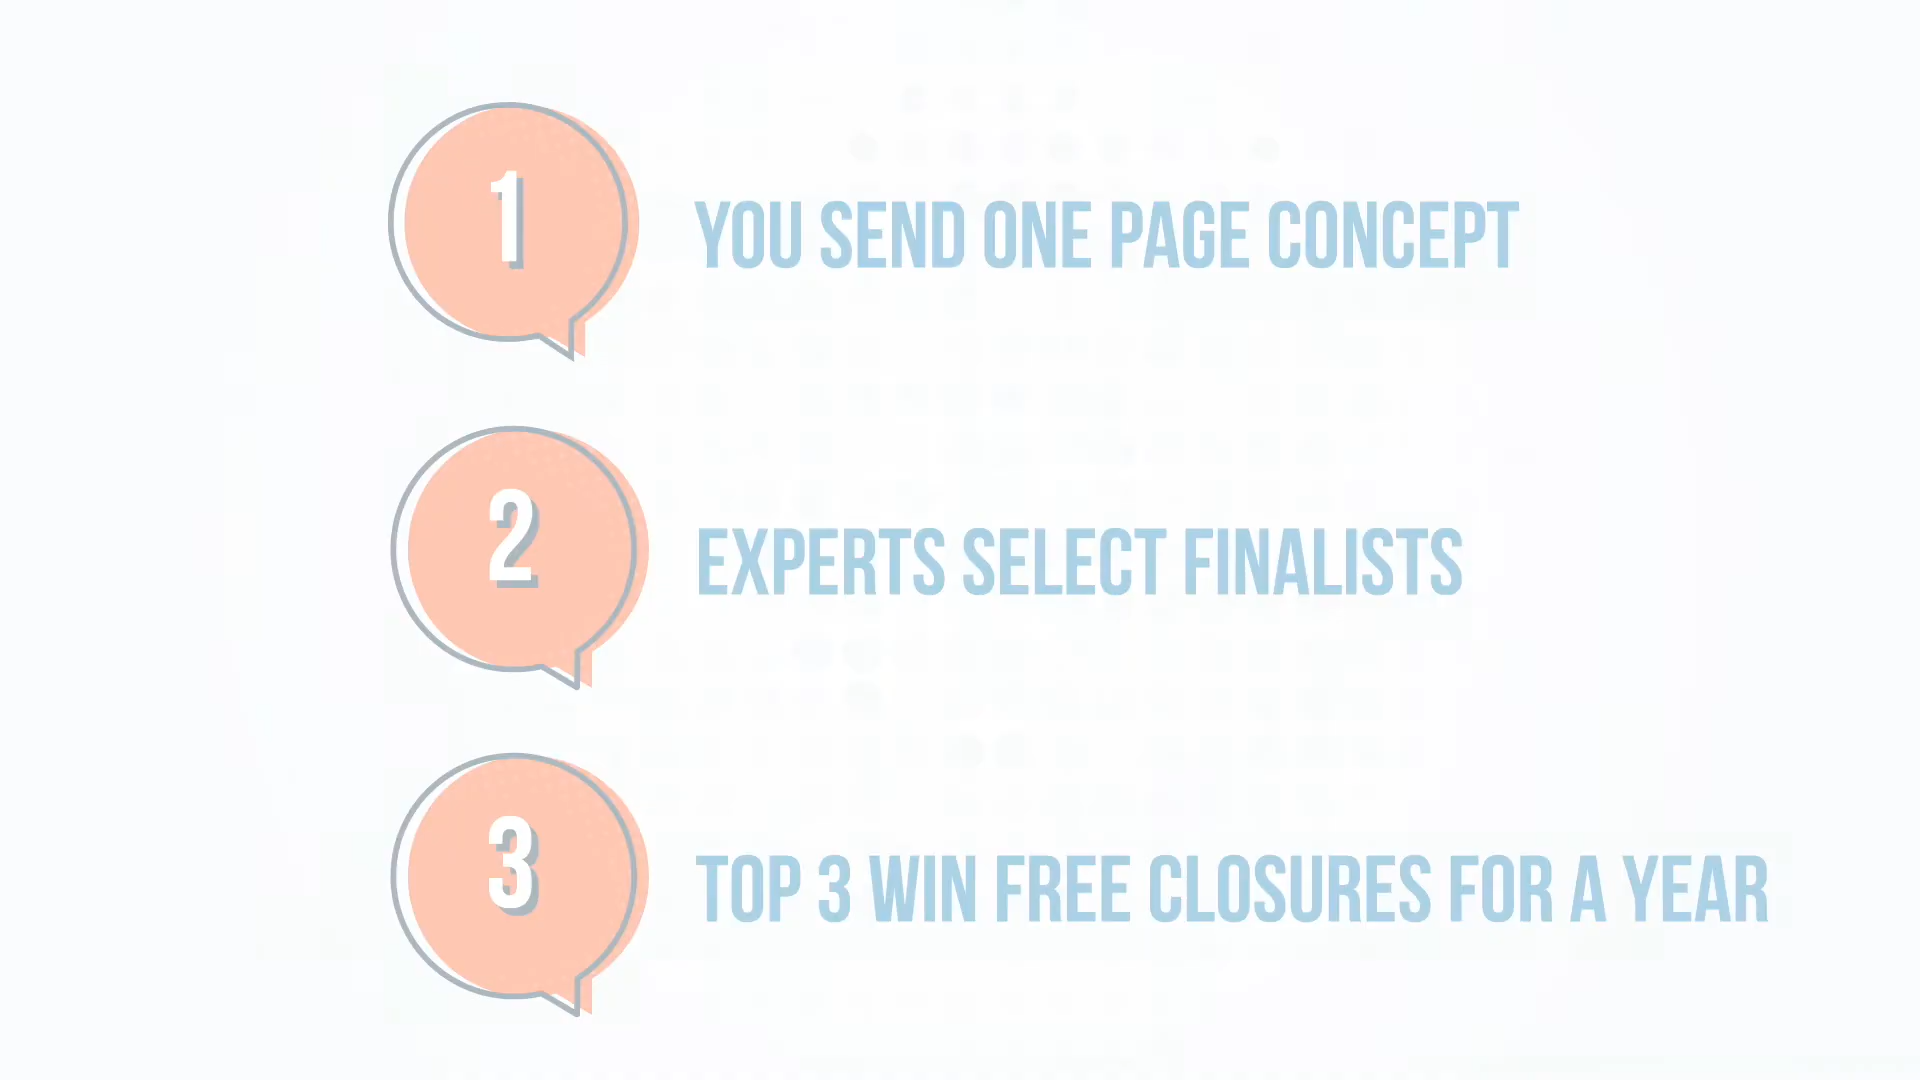 1
YOU SEND ONE PAGE CONCEPT
2
EXPERTS SELECT FINALISTS
3
TOP 3 WIN FREE CLOSURES FOR A YEAR